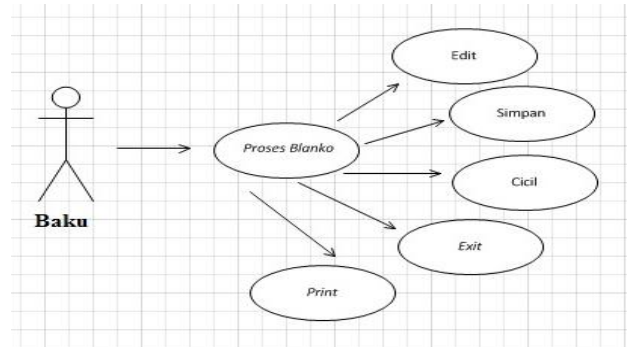 Edit
Simpan
Proses Blanko
Cicil
Baku
Exit
Print